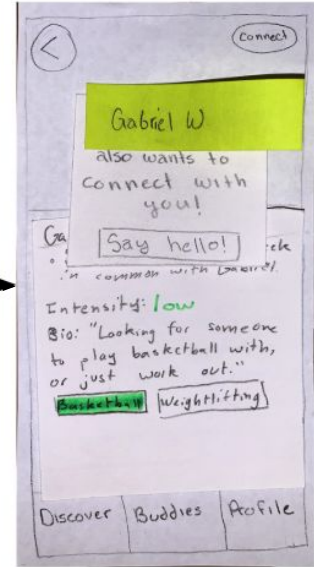 Connect
Gabriel W
also wants to
connect with
you!
Say hello!
Ga
in common with Gabriel.
Intensity: low
Bio: "Looking for someone
to play basketball with,
or just work out."
Basketball Weightlifting
Discover Buddies Profile